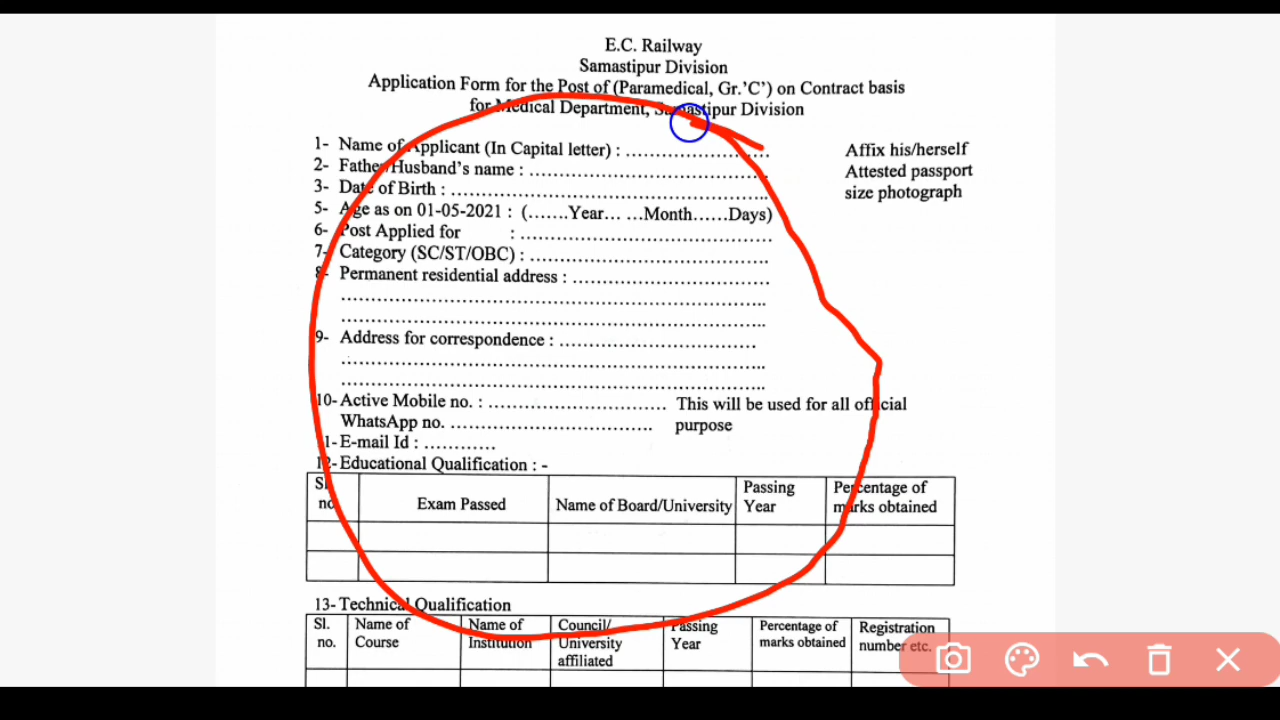 E.C. Railway
Samastipur Division
Application Form for the Post of (Paramedical, Gr.'C') on Contract basis
for Medical Department, Samastipur Division
1- Name of Applicant (In Capital letter) : ........................
Affix his/herself
2- Father/Husband's name : ........................................
Attested passport
3- Date of Birth : .....................................................
size photograph
5- Age as on 01-05-2021 : (.......Year... ...Month......Days)
6- Post Applied for : ..........................................
7- Category (SC/ST/OBC) : ........................................
8- Permanent residential address : .................................
.......................................................................
.......................................................................
9- Address for correspondence : .................................
.......................................................................
.......................................................................
10- Active Mobile no. : .............................. This will be used for all official
WhatsApp no. .................................. purpose
11- E-mail Id : ............
12- Educational Qualification : -
Sl. no. Exam Passed Name of Board/University Passing Year Percentage of marks obtained
13- Technical Qualification
Sl. no. Name of Course Name of Institution Council/ University affiliated Passing Year Percentage of marks obtained Registration number etc.